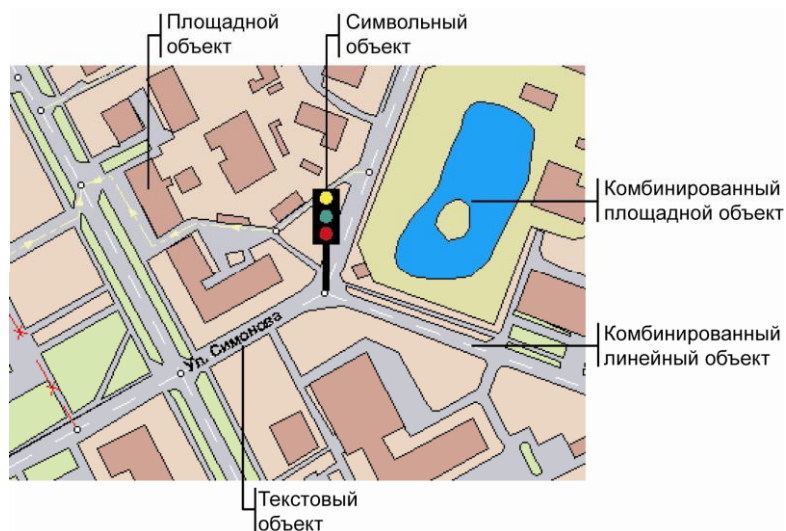 Площадной
объект
Символьный
объект
Комбинированный
площадной объект
Комбинированный
линейный объект
Ул. Симонова
Текстовый
объект